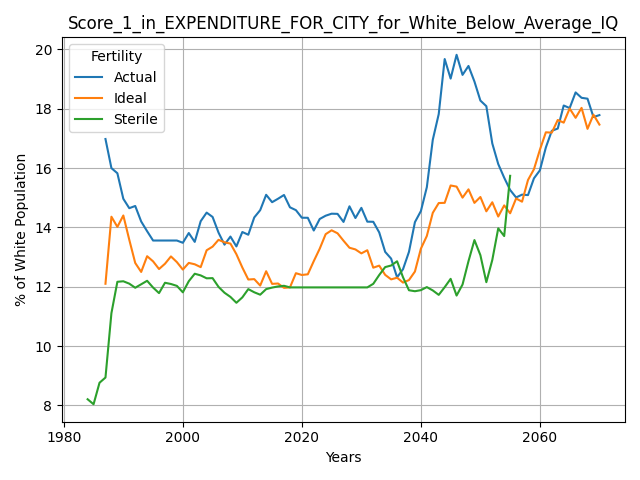 Score_1_in_EXPENDITURE_FOR_CITY_for_White_Below_Average_IQ
Fertility
Actual
Ideal
Sterile
% of White Population
20
18
16
14
12
10
8
1980
2000
2020
2040
2060
Years